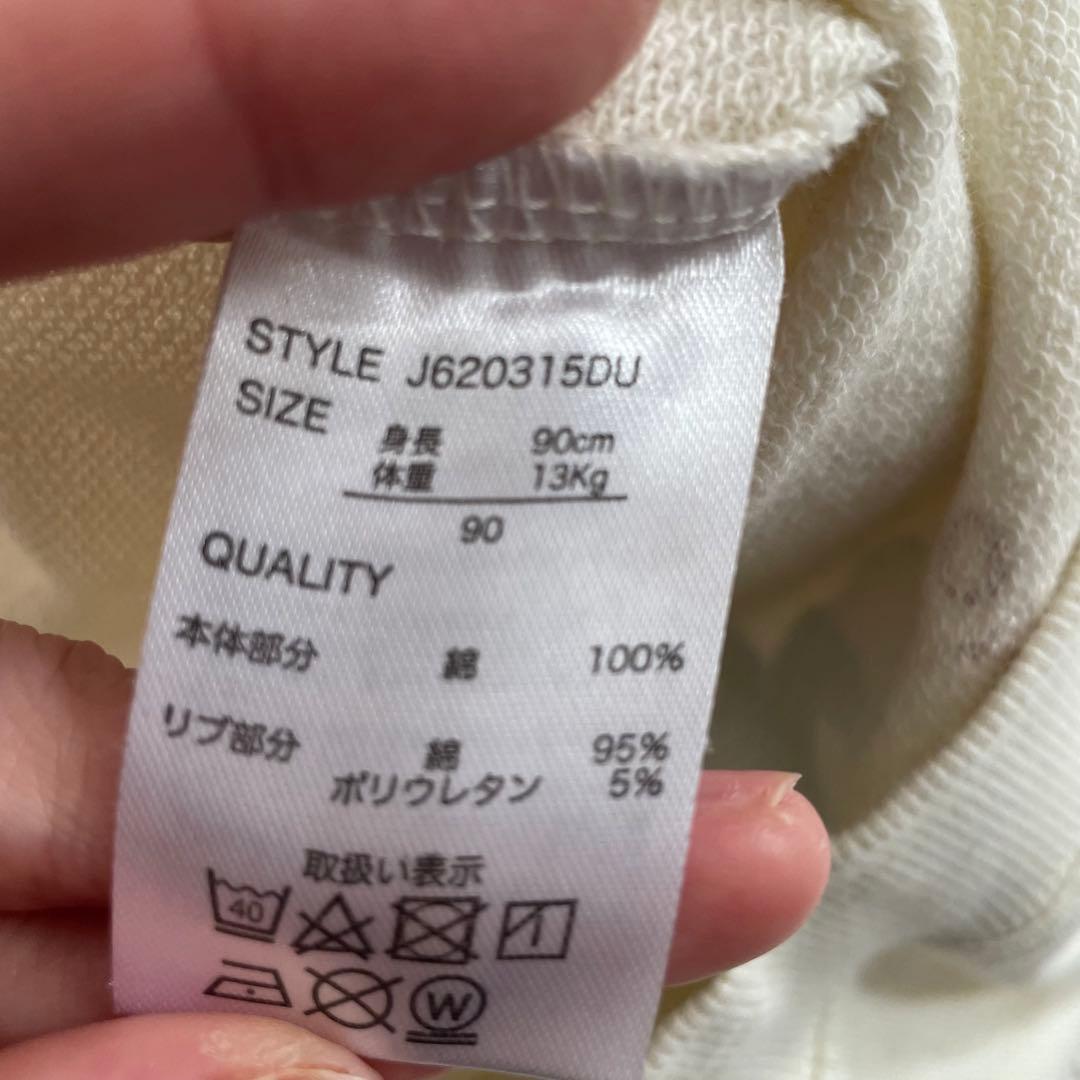 STYLE J620315DU
SIZE
身長 90cm
体重 13Kg
90
QUALITY
本体部分 綿 100%
リブ部分 綿 95%
ポリウレタン 5%
取扱い表示
40
W